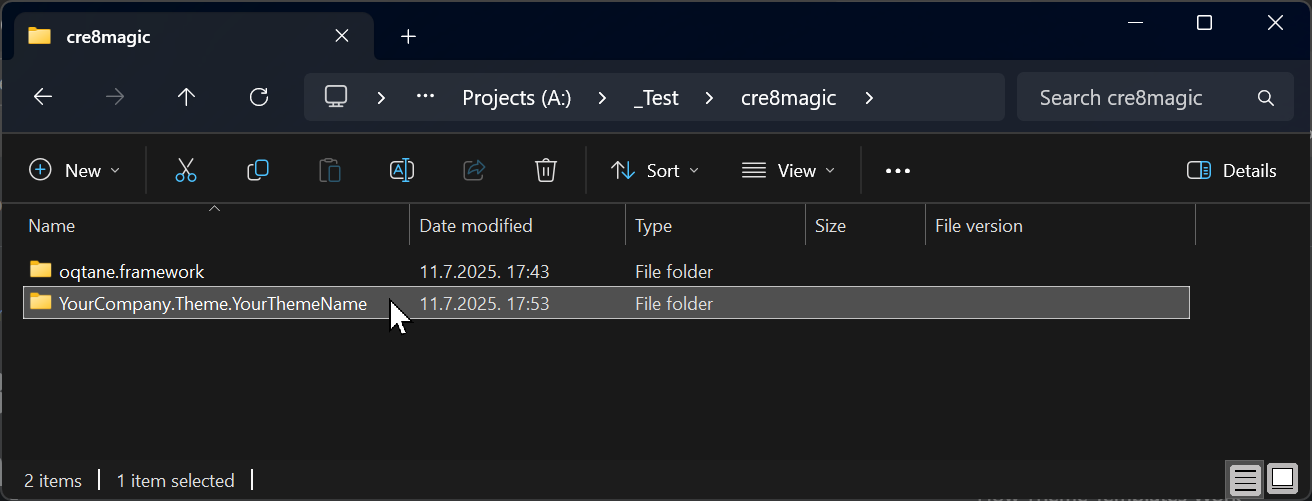 cre8magic
Projects (A:) _Test cre8magic
Search cre8magic
New Sort View Details
Name Date modified Type Size File version
oqtane.framework 11.7.2025. 17:43 File folder
YourCompany.Theme.YourThemeName 11.7.2025. 17:53 File folder
2 items 1 item selected